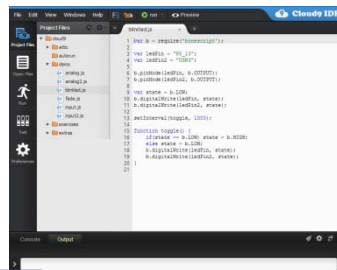 File Edit View Windows Help run Preview Cloud9 IDE
Project Files
blinkled.js
cloud9
attic
autorun
demo
analog.js
analog2.js
blinkled.js
fade.js
input.js
input2.js
exercises
extras
Project Files
Open Files
Run
Test
Preferences
1 var b = require('bonescript');
2
3 var ledPin = "P8_13";
4 var ledPin2 = "USR3";
5
6 b.pinMode(ledPin, b.OUTPUT);
7 b.pinMode(ledPin2, b.OUTPUT);
8
9 var state = b.LOW;
10 b.digitalWrite(ledPin, state);
11 b.digitalWrite(ledPin2, state);
12
13 setInterval(toggle, 1000);
14
15 function toggle() {
16 if(state == b.LOW) state = b.HIGH;
17 else state = b.LOW;
18 b.digitalWrite(ledPin, state);
19 b.digitalWrite(ledPin2, state);
20 }
21
Console Output
>